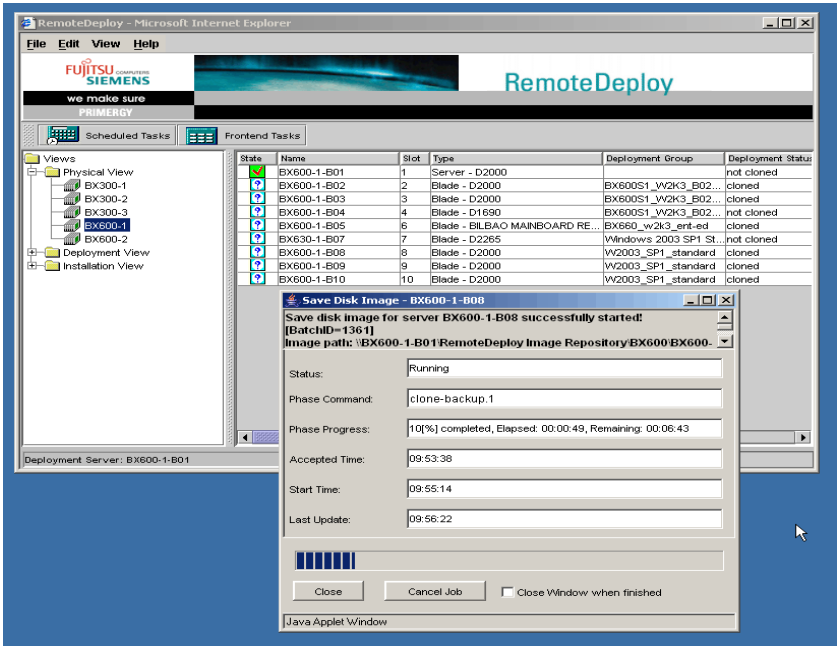 RemoteDeploy - Microsoft Internet Explorer
File Edit View Help
FUJITSU COMPUTERS
SIEMENS
we make sure
PRIMERGY
RemoteDeploy
Scheduled Tasks Frontend Tasks
Views
Physical View
BX300-1
BX300-2
BX300-3
BX600-1
BX600-2
Deployment View
Installation View
State Name Slot Type Deployment Group Deployment Status
BX600-1-B01 1 Server - D2000 not cloned
? BX600-1-B02 2 Blade - D2000 BX600S1_W2K3_B02... cloned
? BX600-1-B03 3 Blade - D2000 BX600S1_W2K3_B02... cloned
? BX600-1-B04 4 Blade - D1690 BX600S1_W2K3_B02... cloned
? BX600-1-B05 6 Blade - BILBAO MAINBOARD RE... BX660_w2k3_ent-ed cloned
? BX630-1-B07 7 Blade - D2265 Windows 2003 SP1 St... not cloned
? BX600-1-B08 8 Blade - D2000 W2003_SP1_standard cloned
? BX600-1-B09 9 Blade - D2000 W2003_SP1_standard cloned
? BX600-1-B10 10 Blade - D2000 W2003_SP1_standard cloned
Deployment Server: BX600-1-B01
Save Disk Image - BX600-1-B08
Save disk image for server BX600-1-B08 successfully started!
[BatchID=1361]
Image path: \\BX600-1-B01\RemoteDeploy Image Repository\BX600\BX600-
Status: Running
Phase Command: clone-backup.1
Phase Progress: 10[%] completed, Elapsed: 00:00:49, Remaining: 00:06:43
Accepted Time: 09:53:38
Start Time: 09:55:14
Last Update: 09:56:22
Close Cancel Job Close Window when finished
Java Applet Window